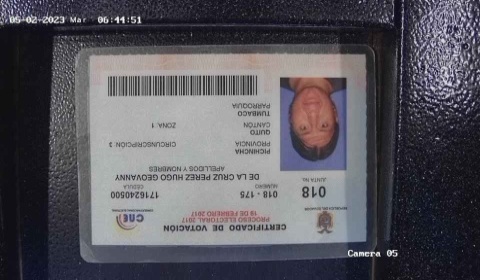 05-02-2023 Mar 06:44:51
REPÚBLICA DEL ECUADOR
CERTIFICADO DE VOTACIÓN
PROCESO ELECTORAL 2017
19 DE FEBRERO 2017
CNE
018
JUNTA No.
018 - 175
NÚMERO
1716240500
CÉDULA
DE LA CRUZ PEREZ HUGO GEOVANNY
APELLIDOS Y NOMBRES
PICHINCHA
PROVINCIA
CIRCUNSCRIPCIÓN 3
QUITO
CANTÓN
ZONA: 1
TUMBACO
PARROQUIA
Camera 05